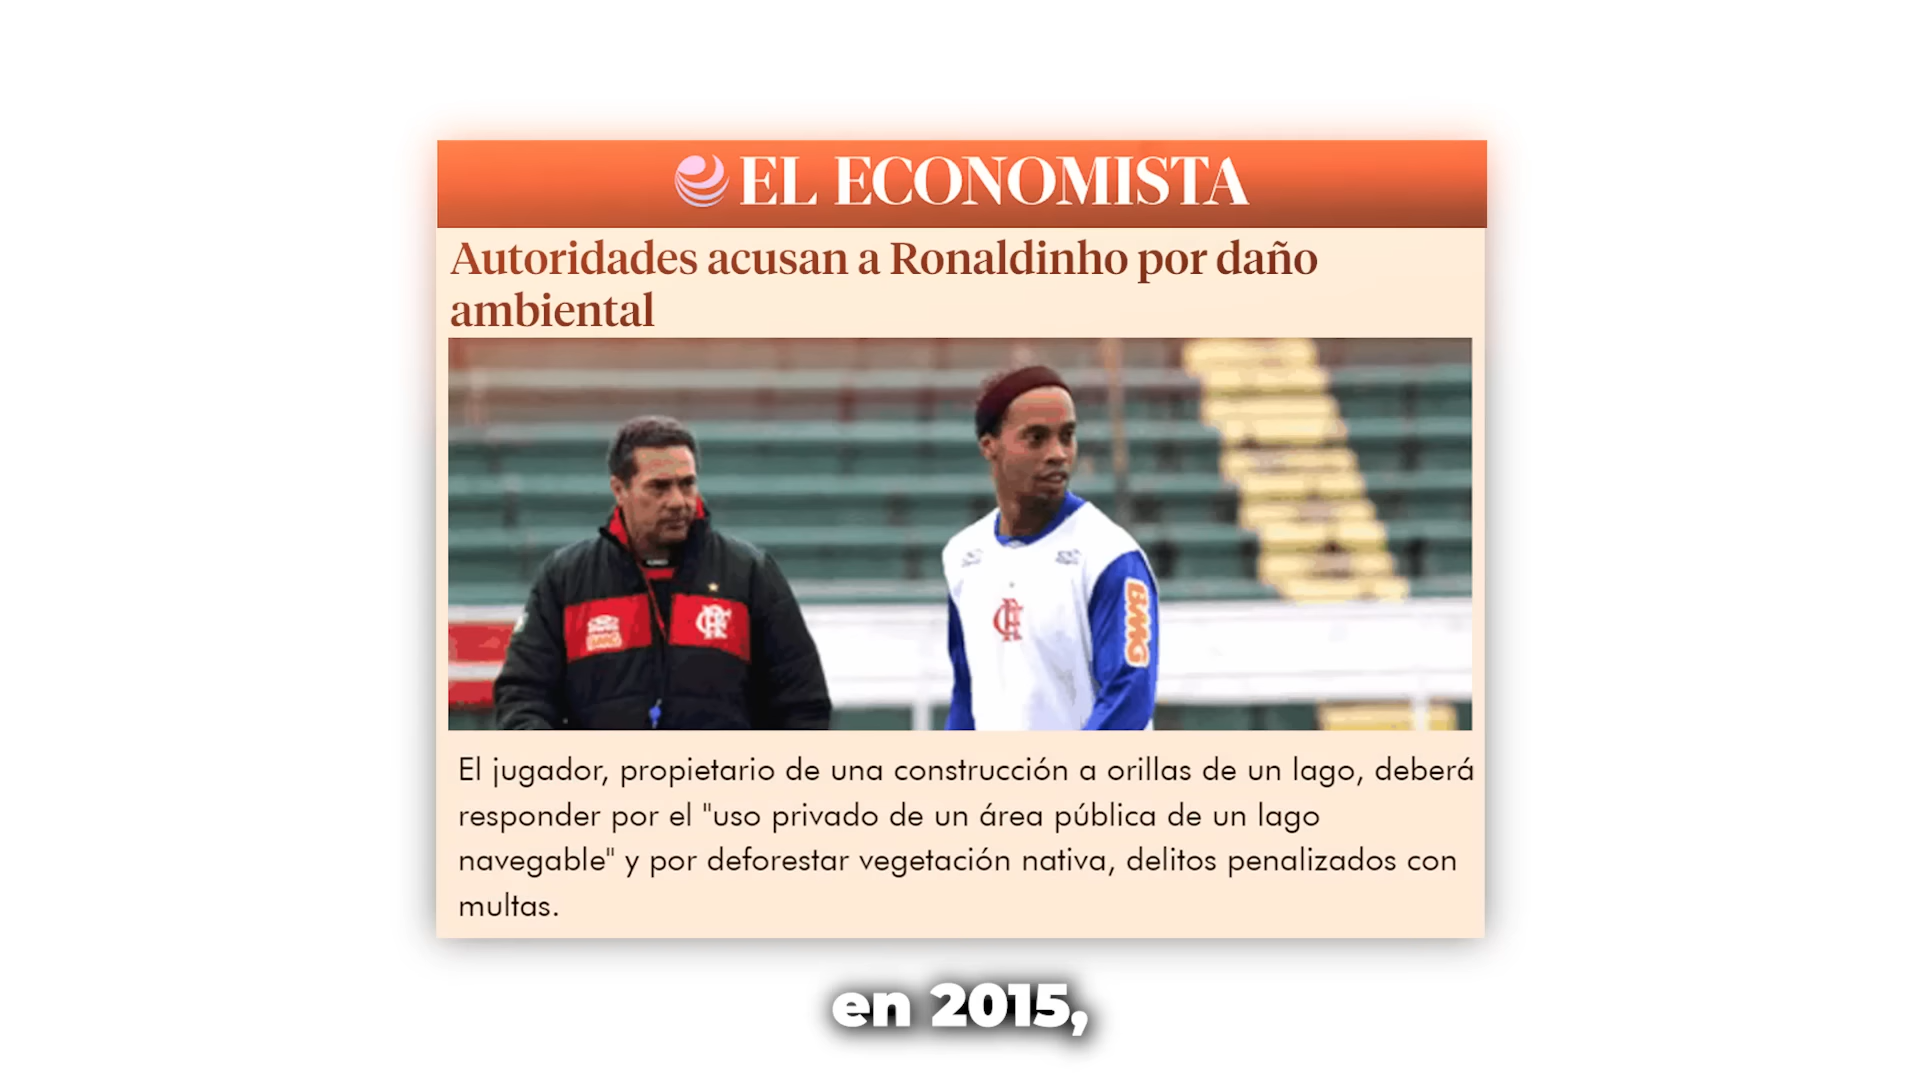 EL ECONOMISTA
Autoridades acusan a Ronaldinho por daño
ambiental
BMG
BMG
El jugador, propietario de una construcción a orillas de un lago, deberá
responder por el "uso privado de un área pública de un lago
navegable" y por deforestar vegetación nativa, delitos penalizados con
multas.
en 2015,